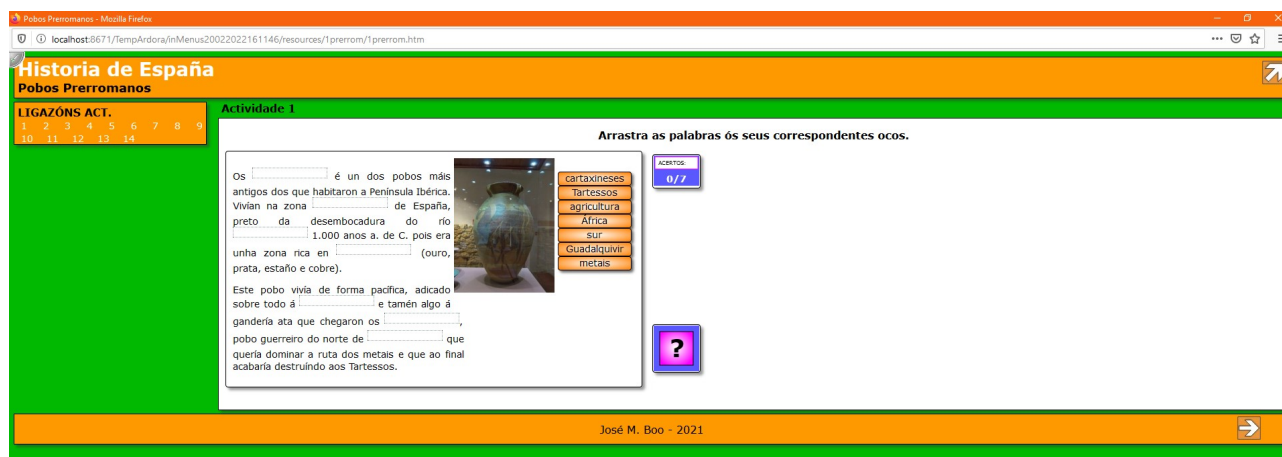 Pobos Prerromanos - Mozilla Firefox
localhost:8671/TempArdora/inMenus20022022161146/resources/1prerrom/1prerrom.htm
Historia de España
Pobos Prerromanos
LIGAZÓNS ACT.
1 2 3 4 5 6 7 8 9
10 11 12 13 14
Actividade 1
Arrastra as palabras ós seus correspondentes ocos.
Os é un dos pobos máis
antigos dos que habitaron a Península Ibérica.
Vivían na zona de España,
preto da desembocadura do río
1.000 anos a. de C. pois era
unha zona rica en (ouro,
prata, estaño e cobre).
Este pobo vivía de forma pacífica, adicado
sobre todo á e tamén algo á
gandería ata que chegaron os ,
pobo guerreiro do norte de que
quería dominar a ruta dos metais e que ao final
acabaría destruíndo aos Tartessos.
cartaxineses
Tartessos
agricultura
África
sur
Guadalquivir
metais
ACERTOS:
0/7
?
José M. Boo - 2021